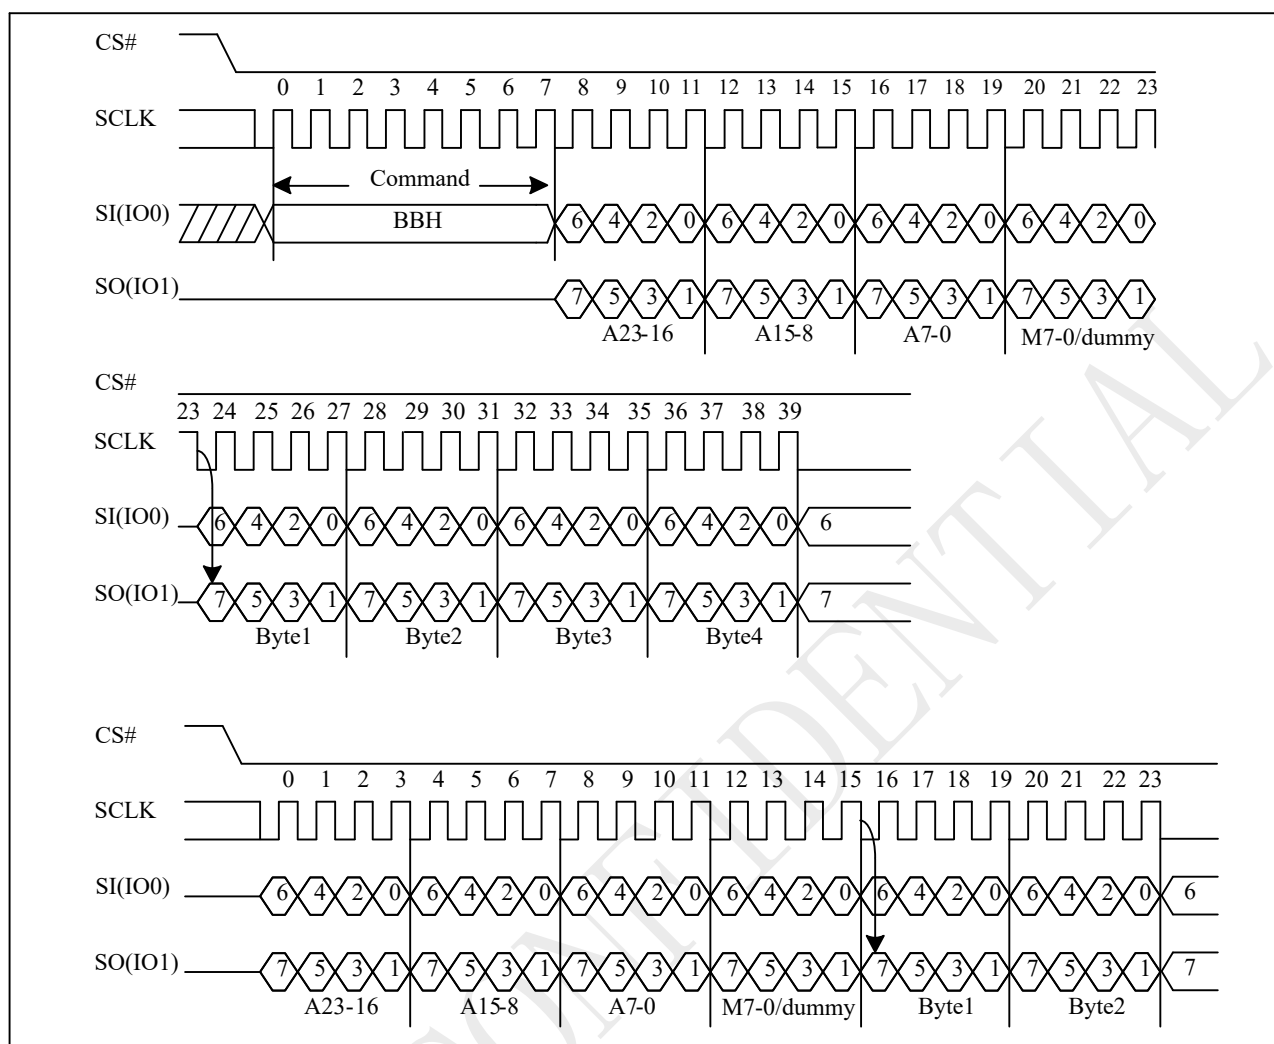 CS#
0 1 2 3 4 5 6 7 8 9 10 11 12 13 14 15 16 17 18 19 20 21 22 23
SCLK
Command
SI(IO0) BBH 6 4 2 0 6 4 2 0 6 4 2 0 6 4 2 0
SO(IO1) 7 5 3 1 7 5 3 1 7 5 3 1 7 5 3 1
A23-16 A15-8 A7-0 M7-0/dummy
CS#
23 24 25 26 27 28 29 30 31 32 33 34 35 36 37 38 39
SCLK
SI(IO0) 6 4 2 0 6 4 2 0 6 4 2 0 6 4 2 0 6
SO(IO1) 7 5 3 1 7 5 3 1 7 5 3 1 7 5 3 1 7
Byte1 Byte2 Byte3 Byte4
CS#
0 1 2 3 4 5 6 7 8 9 10 11 12 13 14 15 16 17 18 19 20 21 22 23
SCLK
SI(IO0) 6 4 2 0 6 4 2 0 6 4 2 0 6 4 2 0 6 4 2 0 6 4 2 0 6
SO(IO1) 7 5 3 1 7 5 3 1 7 5 3 1 7 5 3 1 7 5 3 1 7 5 3 1 7
A23-16 A15-8 A7-0 M7-0/dummy Byte1 Byte2
CONFIDENTIAL